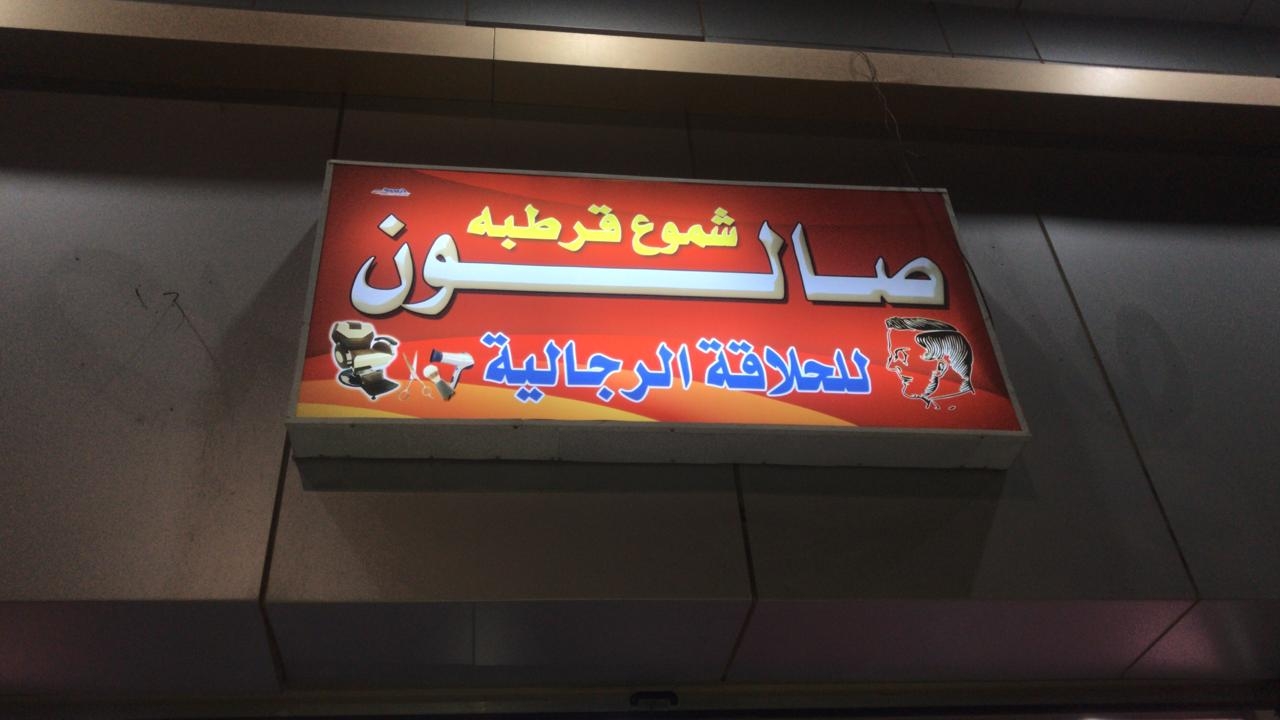 شموع قرطبه
صالون
للحلاقة الرجالية